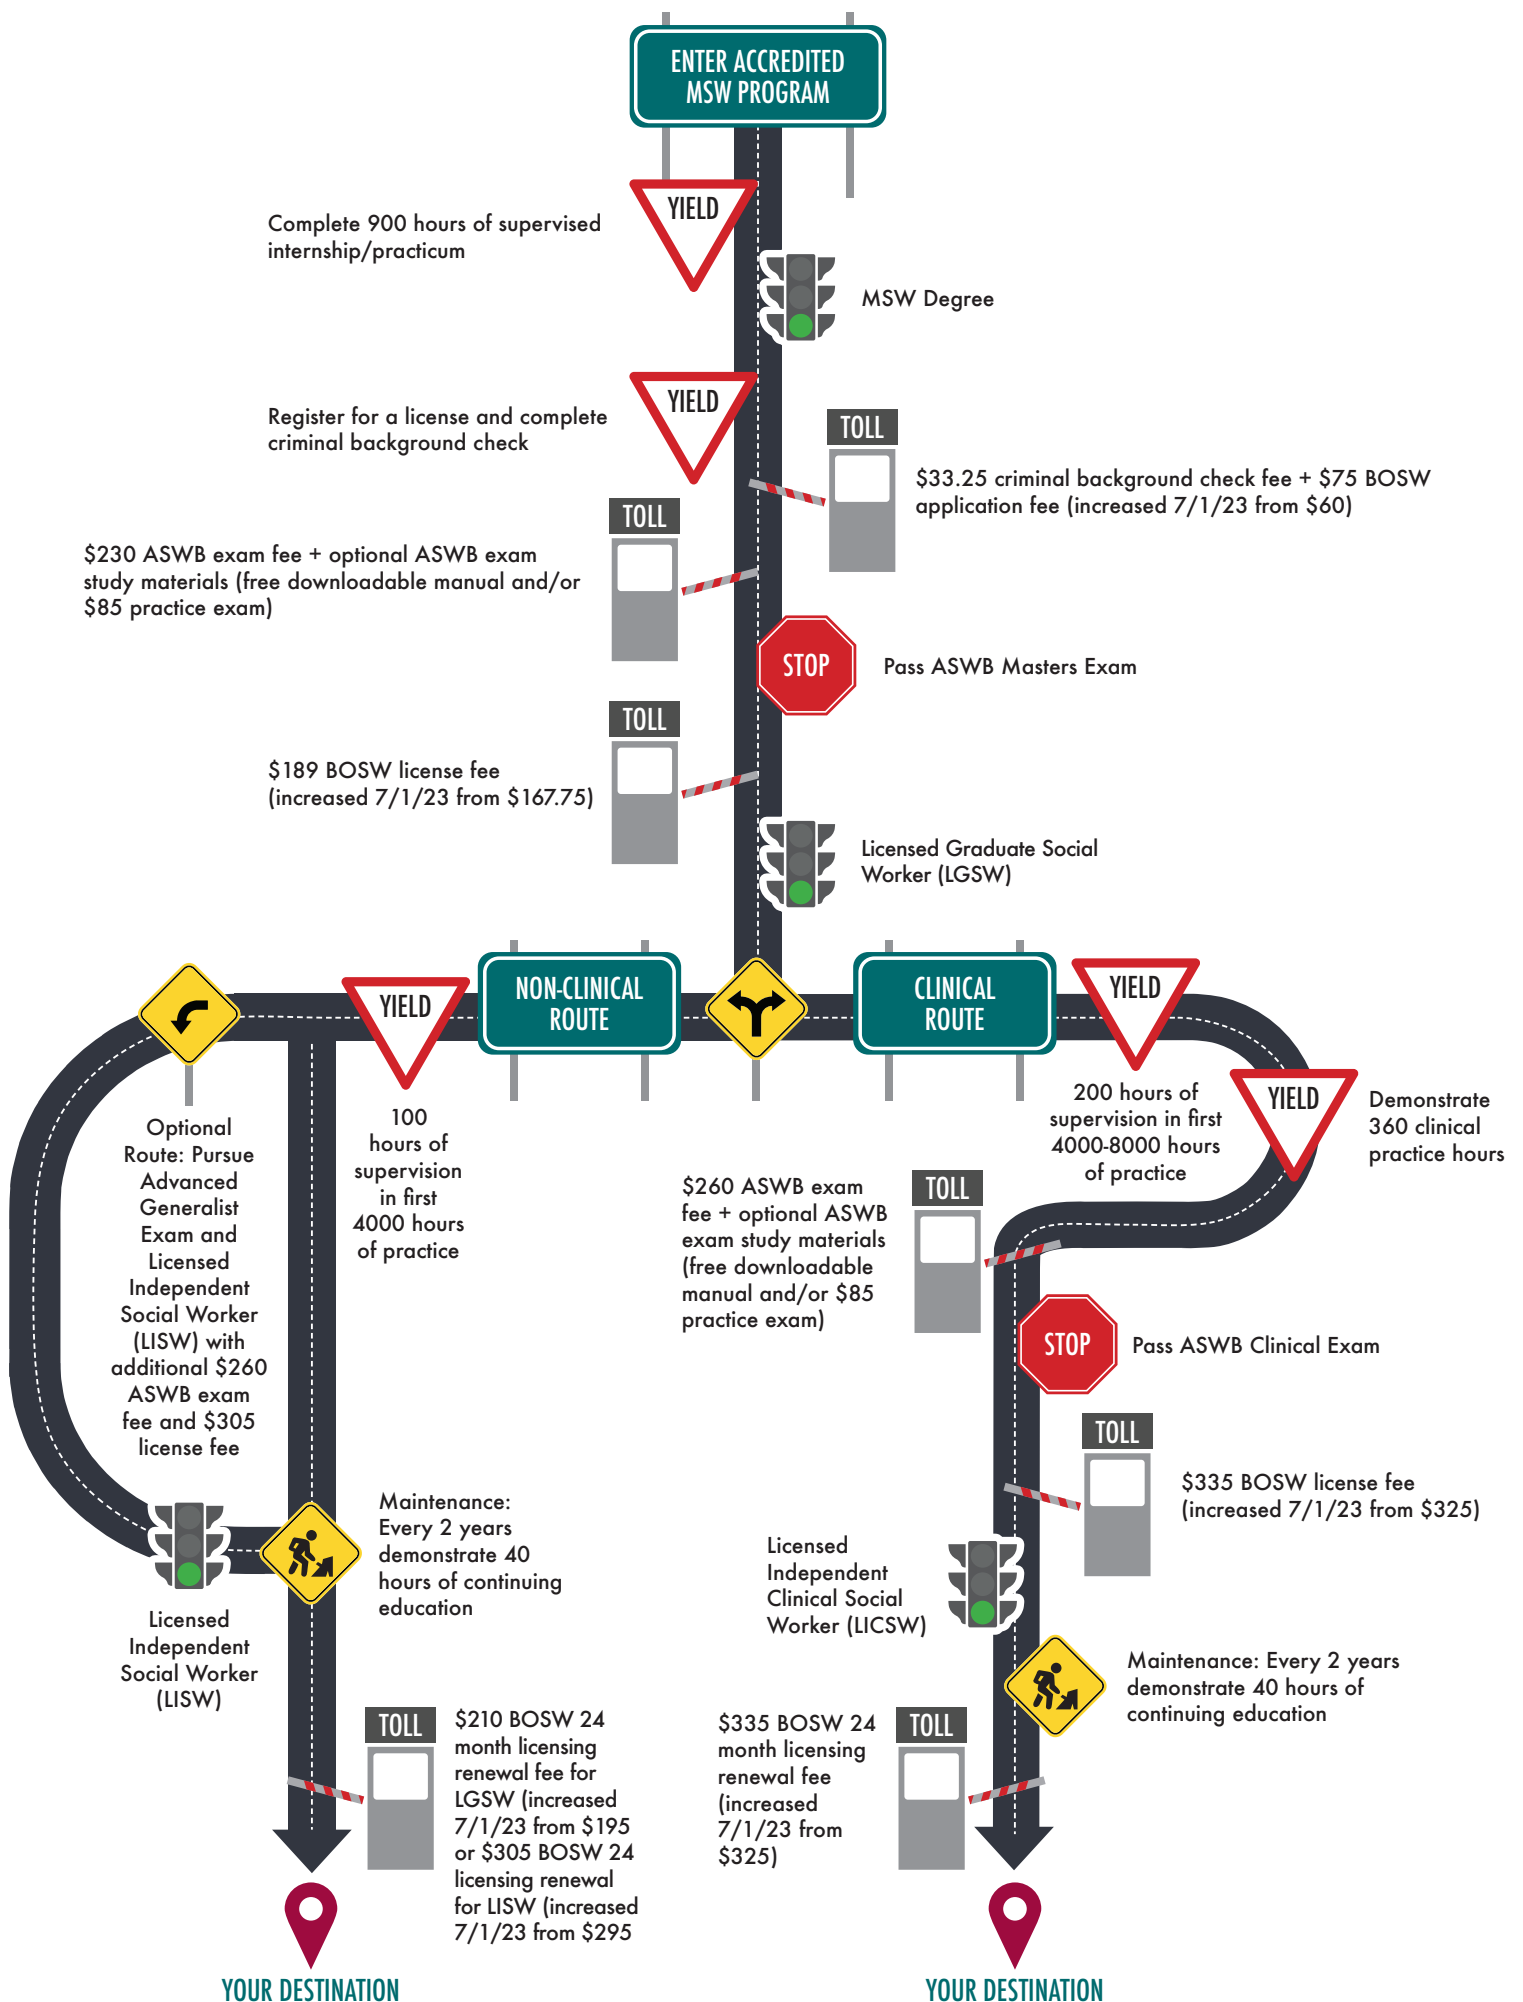 ENTER ACCREDITED
MSW PROGRAM
YIELD
Complete 900 hours of supervised
internship/practicum
MSW Degree
YIELD
Register for a license and complete
criminal background check
TOLL
$33.25 criminal background check fee + $75 BOSW
application fee (increased 7/1/23 from $60)
TOLL
$230 ASWB exam fee + optional ASWB exam
study materials (free downloadable manual and/or
$85 practice exam)
STOP
Pass ASWB Masters Exam
TOLL
$189 BOSW license fee
(increased 7/1/23 from $167.75)
Licensed Graduate Social
Worker (LGSW)
NON-CLINICAL
ROUTE
CLINICAL
ROUTE
YIELD
100
hours of
supervision
in first
4000 hours
of practice
Optional
Route: Pursue
Advanced
Generalist
Exam and
Licensed
Independent
Social Worker
(LISW) with
additional $260
ASWB exam
fee and $305
license fee
Licensed
Independent
Social Worker
(LISW)
Maintenance:
Every 2 years
demonstrate 40
hours of continuing
education
TOLL
$210 BOSW 24
month licensing
renewal fee for
LGSW (increased
7/1/23 from $195
or $305 BOSW 24
licensing renewal
for LISW (increased
7/1/23 from $295
YOUR DESTINATION
YIELD
200 hours of
supervision in first
4000-8000 hours
of practice
YIELD
Demonstrate
360 clinical
practice hours
TOLL
$260 ASWB exam
fee + optional ASWB
exam study materials
(free downloadable
manual and/or $85
practice exam)
STOP
Pass ASWB Clinical Exam
TOLL
$335 BOSW license fee
(increased 7/1/23 from $325)
Licensed
Independent
Clinical Social
Worker (LICSW)
Maintenance: Every 2 years
demonstrate 40 hours of
continuing education
TOLL
$335 BOSW 24
month licensing
renewal fee
(increased
7/1/23 from
$325)
YOUR DESTINATION